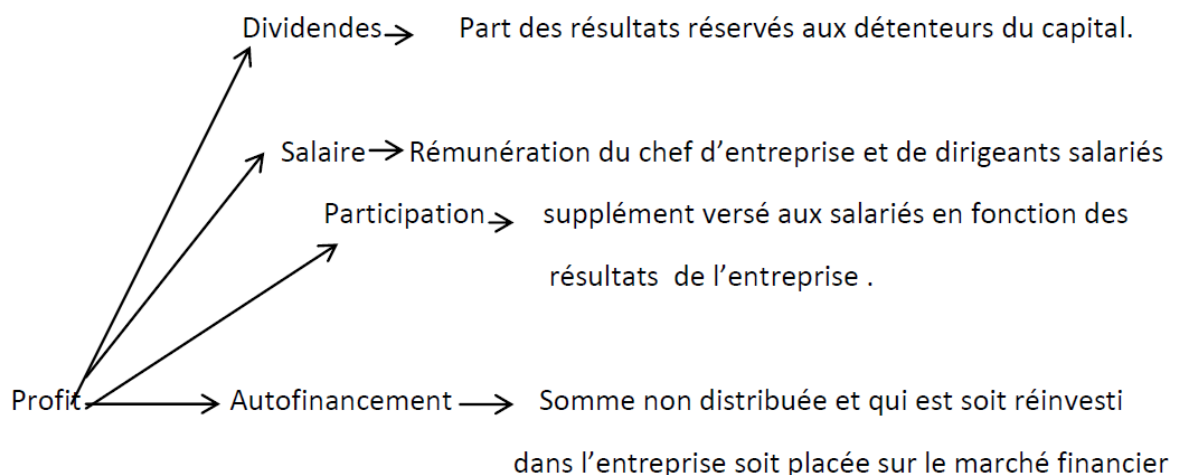 Dividendes Part des résultats réservés aux détenteurs du capital.
Salaire Rémunération du chef d’entreprise et de dirigeants salariés
Participation supplément versé aux salariés en fonction des
résultats de l’entreprise .
Profit Autofinancement Somme non distribuée et qui est soit réinvesti
dans l’entreprise soit placée sur le marché financier